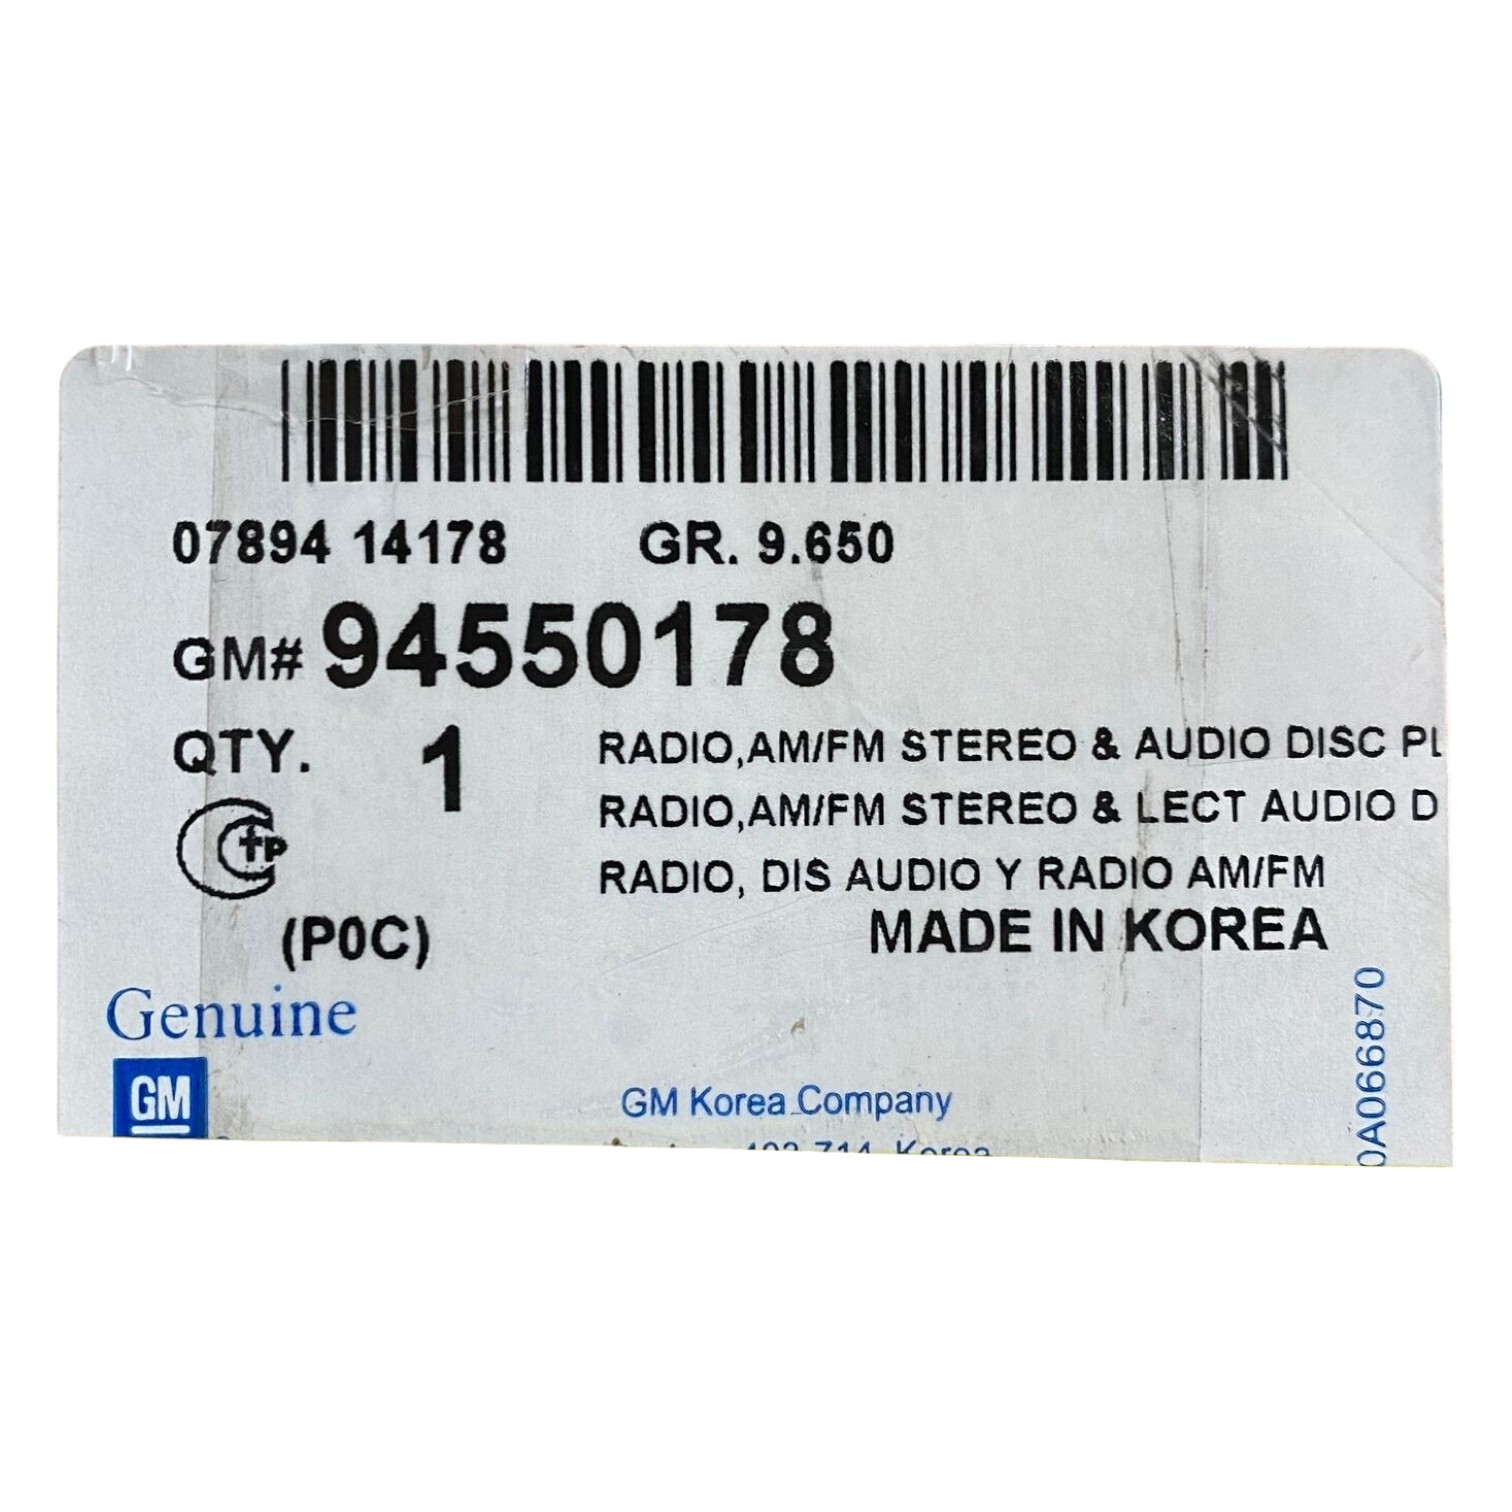 07894 14178 GR. 9.650
GM# 94550178
QTY. 1 RADIO,AM/FM STEREO & AUDIO DISC PL
RADIO,AM/FM STEREO & LECT AUDIO D
RADIO, DIS AUDIO Y RADIO AM/FM
(P0C) MADE IN KOREA
Genuine
GM
GM Korea Company
714, Korea
0A066870